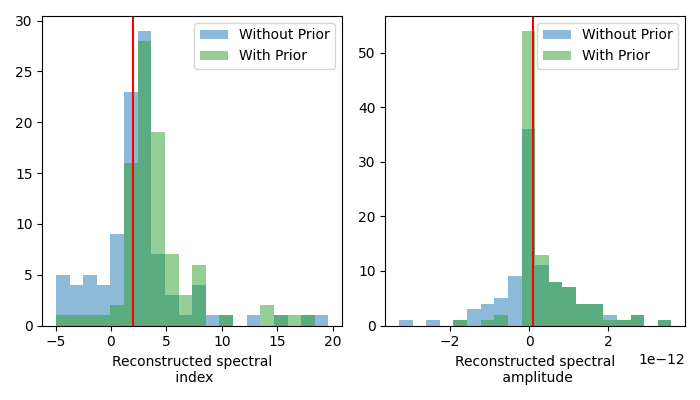 30
25
20
15
10
5
0
−5
0
5
10
15
20
Reconstructed spectral
index
Without Prior
With Prior
50
40
30
20
10
0
−2
0
2
1e−12
Reconstructed spectral
amplitude
Without Prior
With Prior